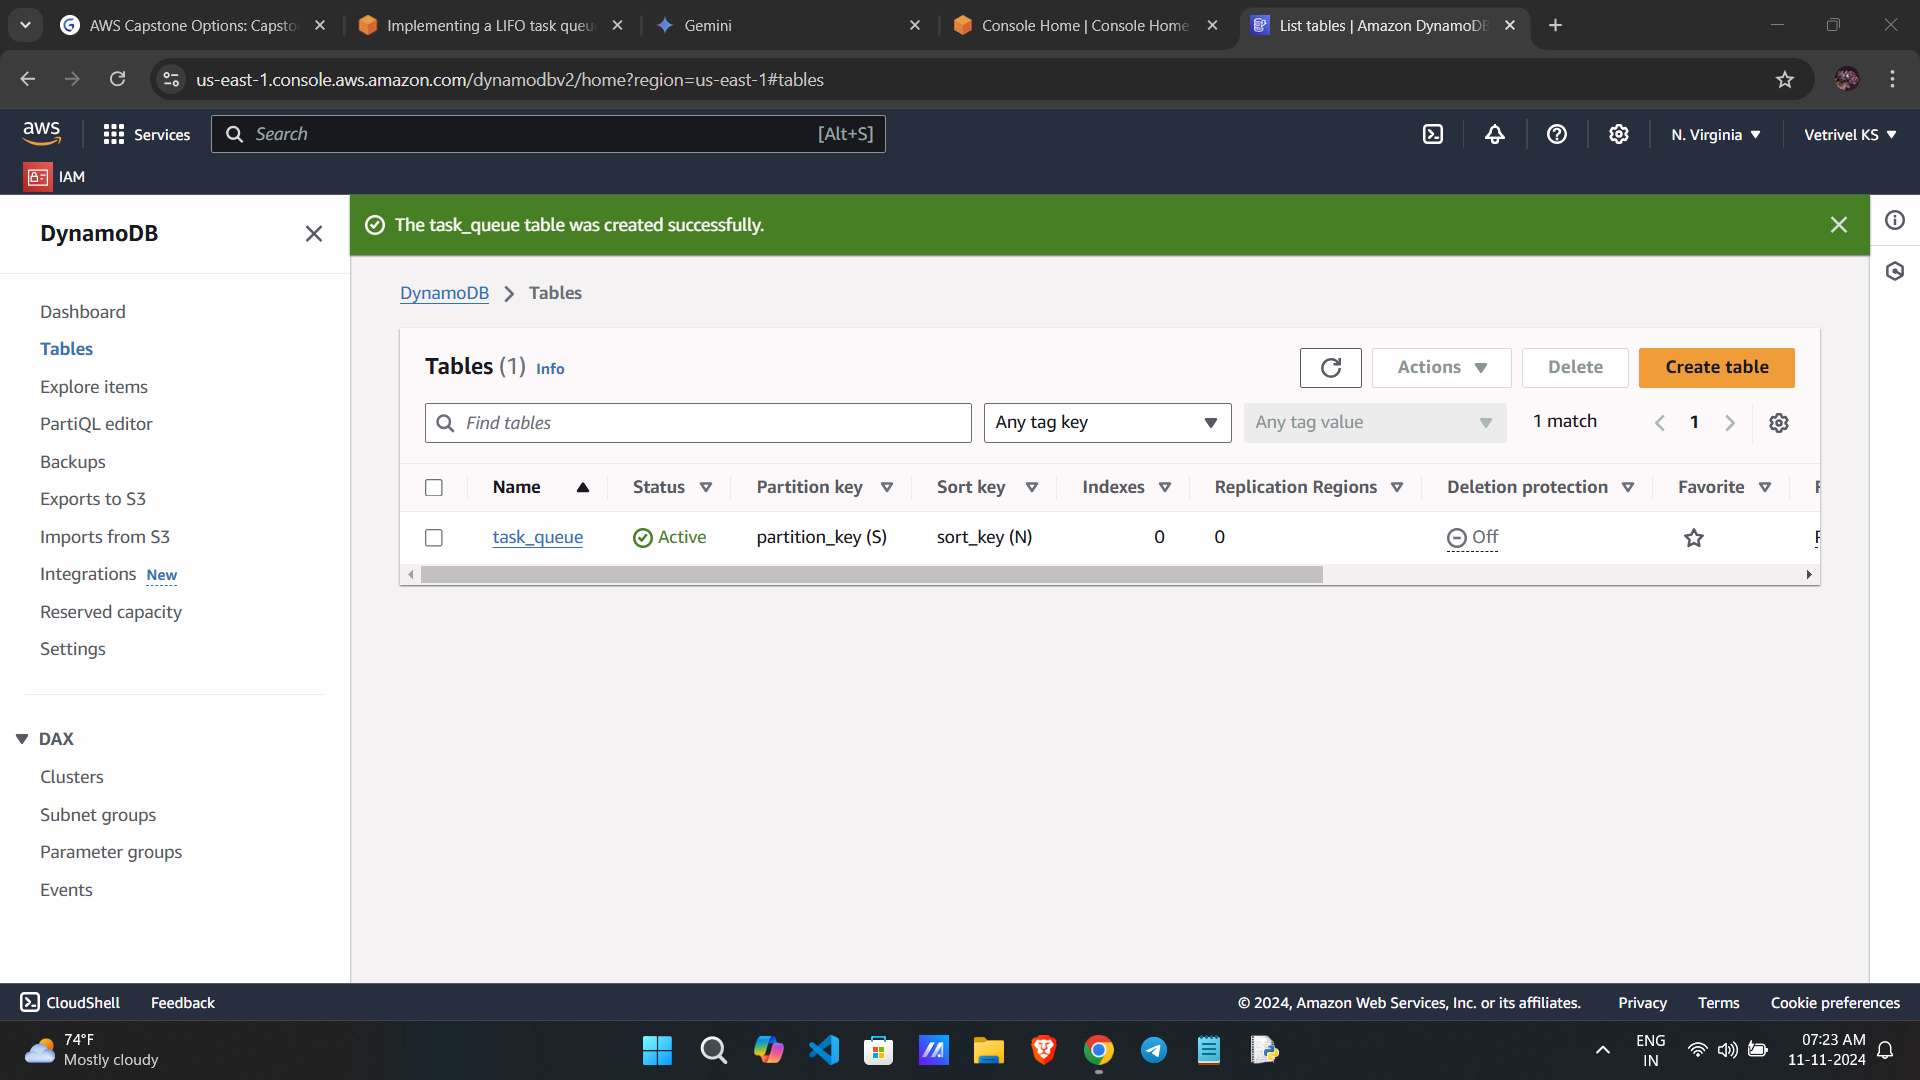 AWS Capstone Options: Capsto
Implementing a LIFO task queu
Gemini
Console Home | Console Home
List tables | Amazon DynamoDB
us-east-1.console.aws.amazon.com/dynamodbv2/home?region=us-east-1#tables
aws
Services
Search
[Alt+S]
N. Virginia
Vetrivel KS
IAM
DynamoDB
The task_queue table was created successfully.
DynamoDB
Tables
Dashboard
Tables
Explore items
PartiQL editor
Backups
Exports to S3
Imports from S3
Integrations New
Reserved capacity
Settings
DAX
Clusters
Subnet groups
Parameter groups
Events
Tables (1) Info
Actions
Delete
Create table
Find tables
Any tag key
Any tag value
1 match
1
Name Status Partition key Sort key Indexes Replication Regions Deletion protection Favorite
task_queue Active partition_key (S) sort_key (N) 0 0 Off
CloudShell Feedback
© 2024, Amazon Web Services, Inc. or its affiliates. Privacy Terms Cookie preferences
74°F
Mostly cloudy
ENG
IN
07:23 AM
11-11-2024